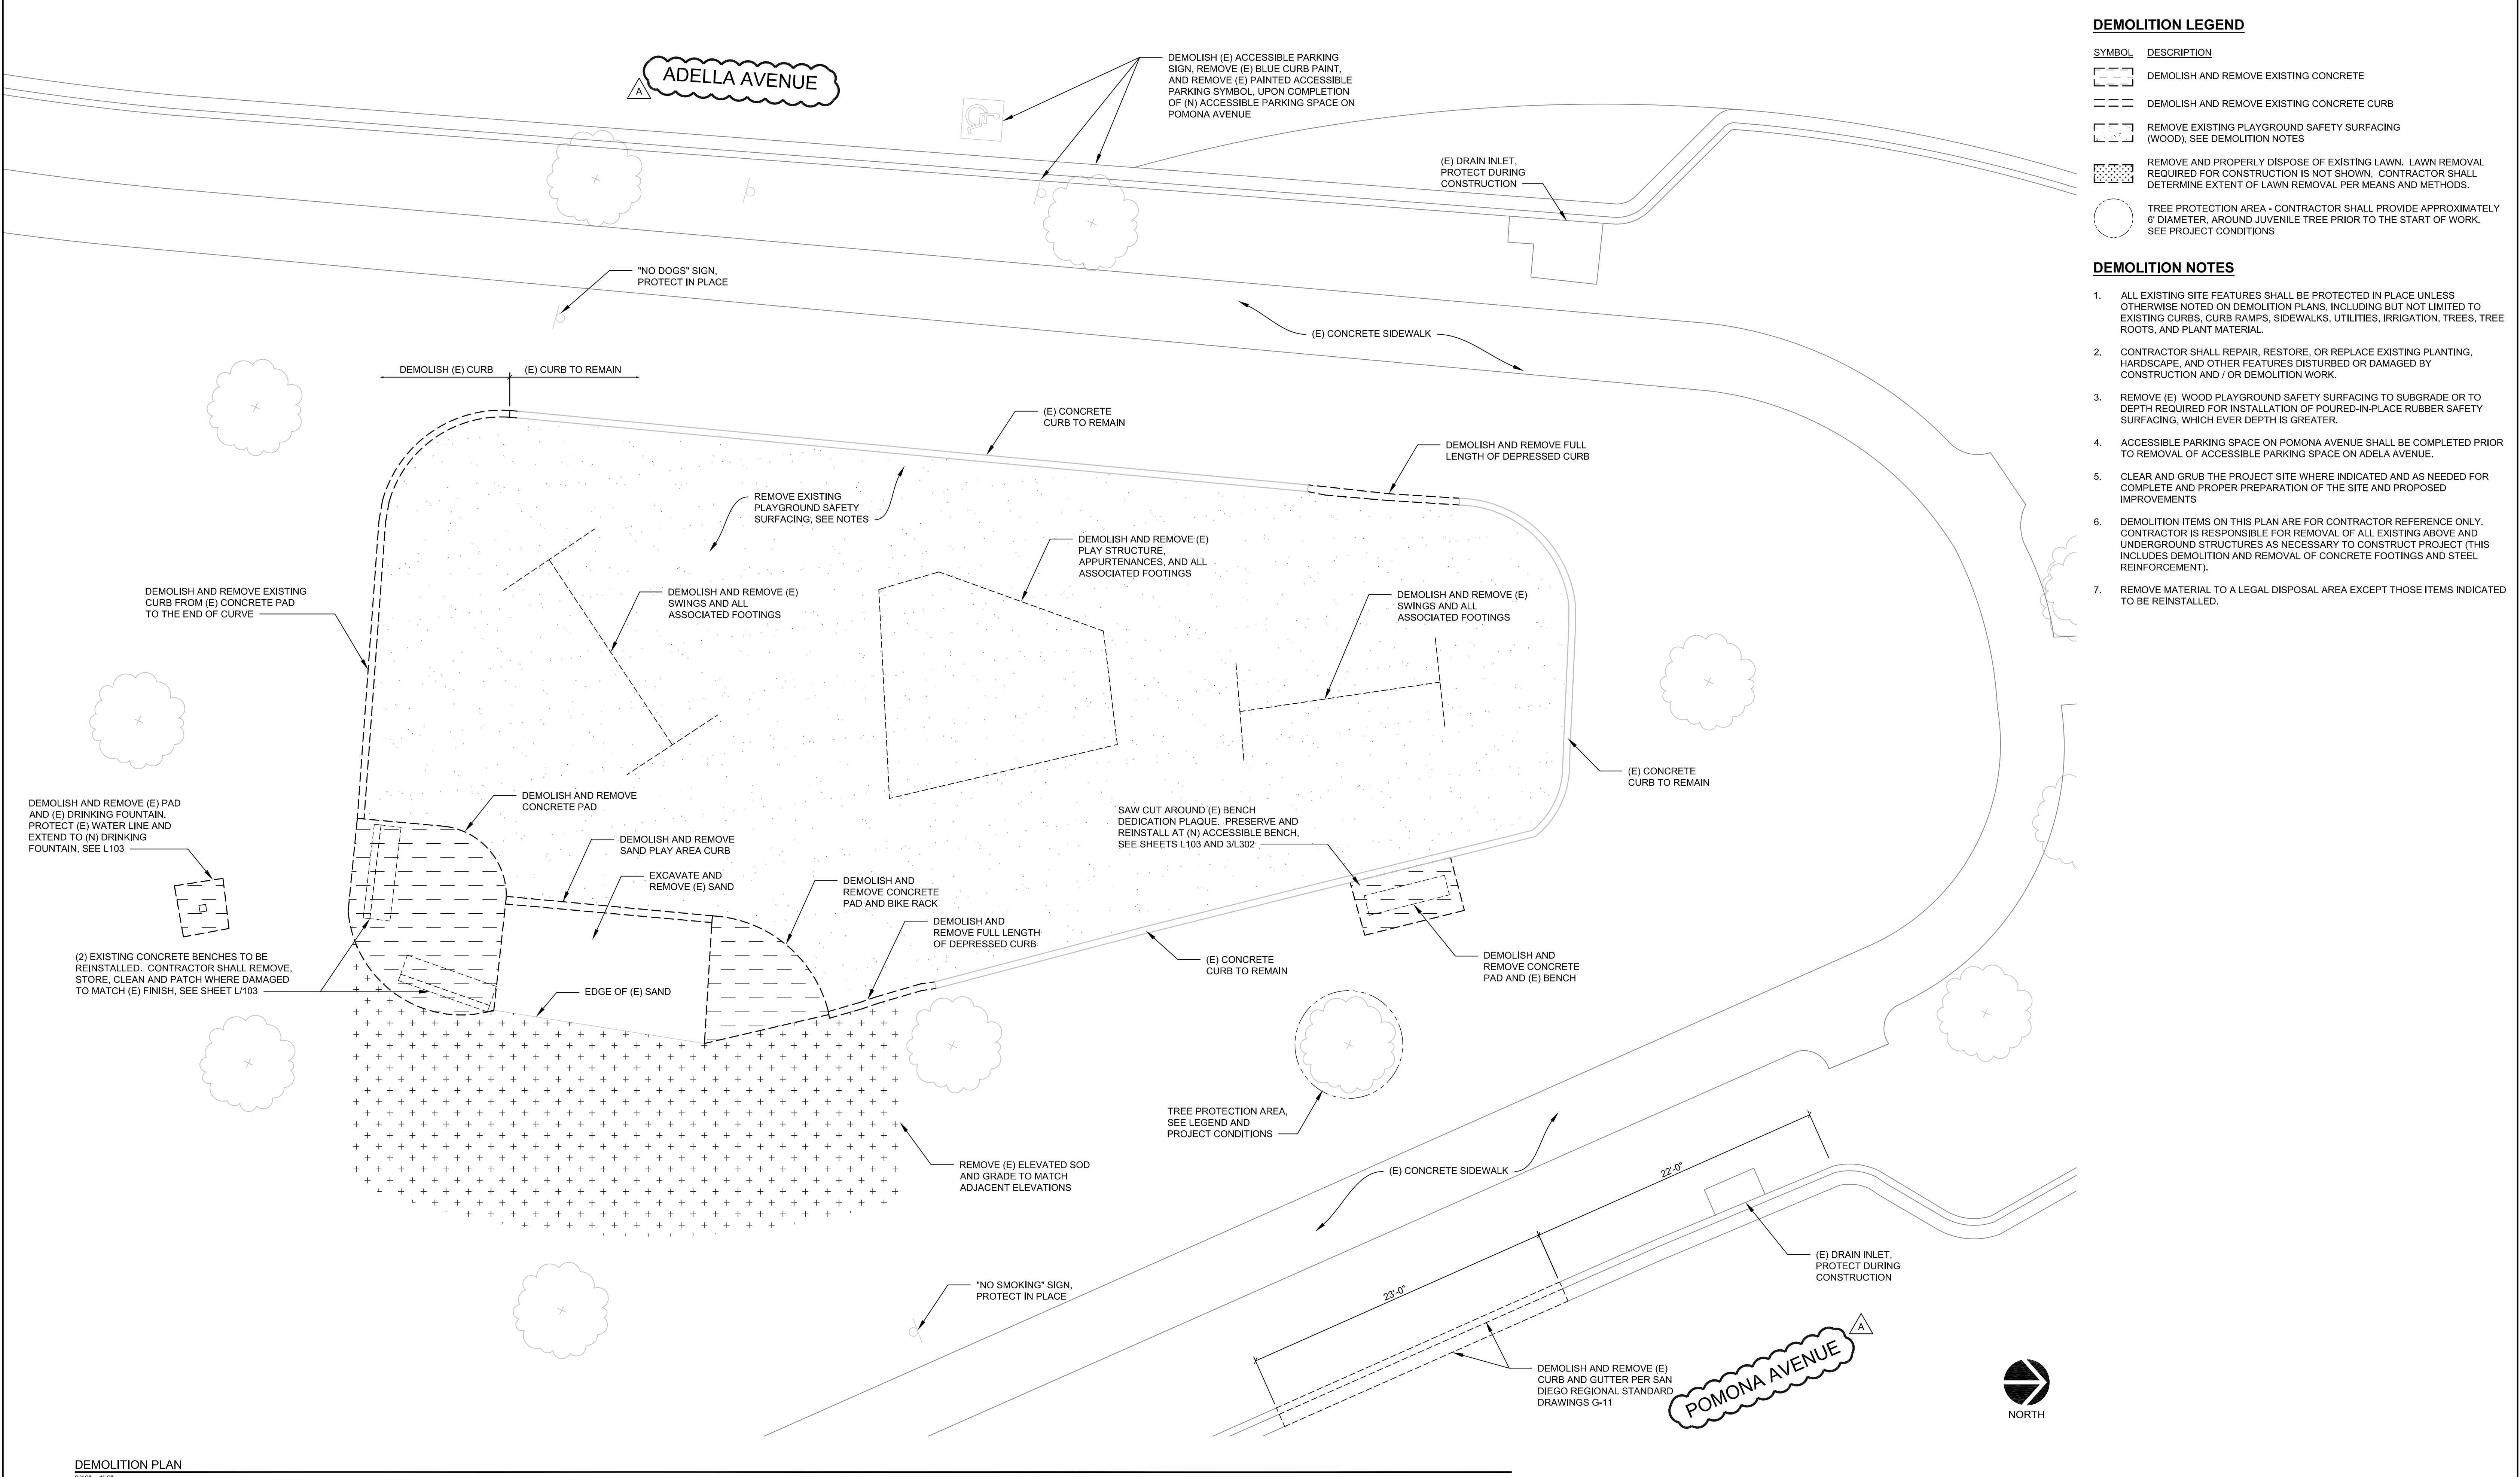 ADELLA AVENUE
A
DEMOLISH (E) ACCESSIBLE PARKING
SIGN, REMOVE (E) BLUE CURB PAINT,
AND REMOVE (E) PAINTED ACCESSIBLE
PARKING SYMBOL, UPON COMPLETION
OF (N) ACCESSIBLE PARKING SPACE ON
POMONA AVENUE
(E) DRAIN INLET,
PROTECT DURING
CONSTRUCTION
"NO DOGS" SIGN,
PROTECT IN PLACE
(E) CONCRETE SIDEWALK
DEMOLISH (E) CURB
(E) CURB TO REMAIN
(E) CONCRETE
CURB TO REMAIN
DEMOLISH AND REMOVE FULL
LENGTH OF DEPRESSED CURB
REMOVE EXISTING
PLAYGROUND SAFETY
SURFACING, SEE NOTES
DEMOLISH AND REMOVE (E)
PLAY STRUCTURE,
APPURTENANCES, AND ALL
ASSOCIATED FOOTINGS
DEMOLISH AND REMOVE EXISTING
CURB FROM (E) CONCRETE PAD
TO THE END OF CURVE
DEMOLISH AND REMOVE (E)
SWINGS AND ALL
ASSOCIATED FOOTINGS
DEMOLISH AND REMOVE (E)
SWINGS AND ALL
ASSOCIATED FOOTINGS
(E) CONCRETE
CURB TO REMAIN
DEMOLISH AND REMOVE (E) PAD
AND (E) DRINKING FOUNTAIN.
PROTECT (E) WATER LINE AND
EXTEND TO (N) DRINKING
FOUNTAIN, SEE L103
DEMOLISH AND REMOVE
CONCRETE PAD
SAW CUT AROUND (E) BENCH
DEDICATION PLAQUE. PRESERVE AND
REINSTALL AT (N) ACCESSIBLE BENCH,
SEE SHEETS L103 AND 3/L302
DEMOLISH AND REMOVE
SAND PLAY AREA CURB
EXCAVATE AND
REMOVE (E) SAND
DEMOLISH AND
REMOVE CONCRETE
PAD AND BIKE RACK
DEMOLISH AND
REMOVE FULL LENGTH
OF DEPRESSED CURB
(2) EXISTING CONCRETE BENCHES TO BE
REINSTALLED. CONTRACTOR SHALL REMOVE,
STORE, CLEAN AND PATCH WHERE DAMAGED
TO MATCH (E) FINISH, SEE SHEET L/103
EDGE OF (E) SAND
(E) CONCRETE
CURB TO REMAIN
DEMOLISH AND
REMOVE CONCRETE
PAD AND (E) BENCH
TREE PROTECTION AREA,
SEE LEGEND AND
PROJECT CONDITIONS
REMOVE (E) ELEVATED SOD
AND GRADE TO MATCH
ADJACENT ELEVATIONS
(E) CONCRETE SIDEWALK
22'-0"
23'-0"
(E) DRAIN INLET,
PROTECT DURING
CONSTRUCTION
"NO SMOKING" SIGN,
PROTECT IN PLACE
DEMOLISH AND REMOVE (E)
CURB AND GUTTER PER SAN
DIEGO REGIONAL STANDARD
DRAWINGS G-11
POMONA AVENUE
A
NORTH
DEMOLITION PLAN
DEMOLITION LEGEND
SYMBOL DESCRIPTION
DEMOLISH AND REMOVE EXISTING CONCRETE
DEMOLISH AND REMOVE EXISTING CONCRETE CURB
REMOVE EXISTING PLAYGROUND SAFETY SURFACING
(WOOD), SEE DEMOLITION NOTES
REMOVE AND PROPERLY DISPOSE OF EXISTING LAWN. LAWN REMOVAL
REQUIRED FOR CONSTRUCTION IS NOT SHOWN, CONTRACTOR SHALL
DETERMINE EXTENT OF LAWN REMOVAL PER MEANS AND METHODS.
TREE PROTECTION AREA - CONTRACTOR SHALL PROVIDE APPROXIMATELY
6' DIAMETER, AROUND JUVENILE TREE PRIOR TO THE START OF WORK.
SEE PROJECT CONDITIONS
DEMOLITION NOTES
1. ALL EXISTING SITE FEATURES SHALL BE PROTECTED IN PLACE UNLESS
OTHERWISE NOTED ON DEMOLITION PLANS, INCLUDING BUT NOT LIMITED TO
EXISTING CURBS, CURB RAMPS, SIDEWALKS, UTILITIES, IRRIGATION, TREES, TREE
ROOTS, AND PLANT MATERIAL.
2. CONTRACTOR SHALL REPAIR, RESTORE, OR REPLACE EXISTING PLANTING,
HARDSCAPE, AND OTHER FEATURES DISTURBED OR DAMAGED BY
CONSTRUCTION AND / OR DEMOLITION WORK.
3. REMOVE (E) WOOD PLAYGROUND SAFETY SURFACING TO SUBGRADE OR TO
DEPTH REQUIRED FOR INSTALLATION OF POURED-IN-PLACE RUBBER SAFETY
SURFACING, WHICH EVER DEPTH IS GREATER.
4. ACCESSIBLE PARKING SPACE ON POMONA AVENUE SHALL BE COMPLETED PRIOR
TO REMOVAL OF ACCESSIBLE PARKING SPACE ON ADELA AVENUE.
5. CLEAR AND GRUB THE PROJECT SITE WHERE INDICATED AND AS NEEDED FOR
COMPLETE AND PROPER PREPARATION OF THE SITE AND PROPOSED
IMPROVEMENTS
6. DEMOLITION ITEMS ON THIS PLAN ARE FOR CONTRACTOR REFERENCE ONLY.
CONTRACTOR IS RESPONSIBLE FOR REMOVAL OF ALL EXISTING ABOVE AND
UNDERGROUND STRUCTURES AS NECESSARY TO CONSTRUCT PROJECT (THIS
INCLUDES DEMOLITION AND REMOVAL OF CONCRETE FOOTINGS AND STEEL
REINFORCEMENT).
7. REMOVE MATERIAL TO A LEGAL DISPOSAL AREA EXCEPT THOSE ITEMS INDICATED
TO BE REINSTALLED.